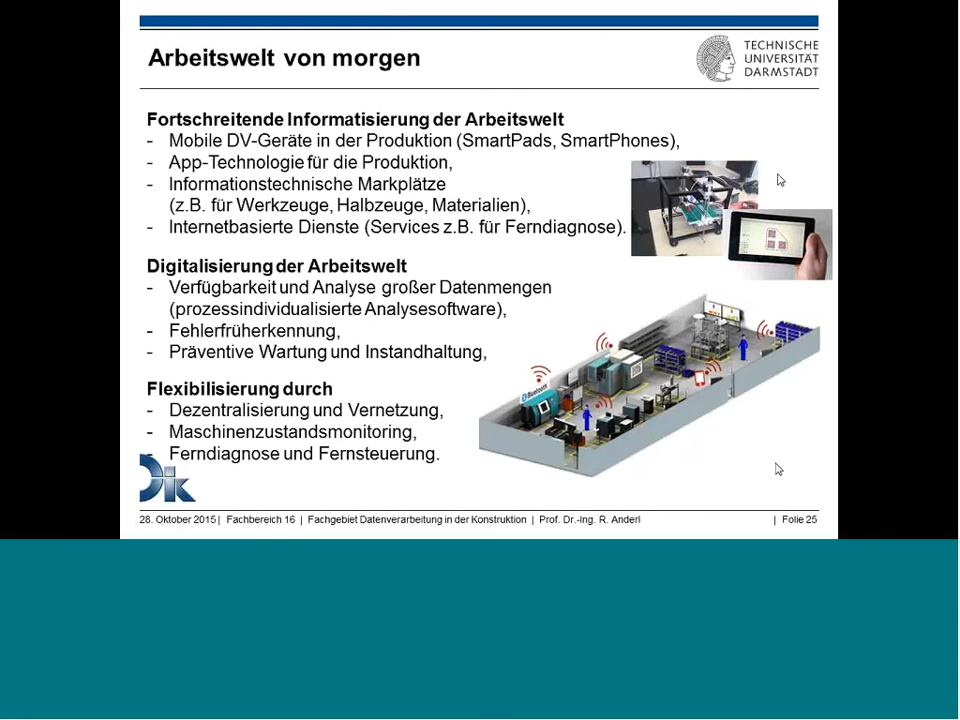 Arbeitswelt von morgen
TECHNISCHE
UNIVERSITÄT
DARMSTADT
Fortschreitende Informatisierung der Arbeitswelt
- Mobile DV-Geräte in der Produktion (SmartPads, SmartPhones),
- App-Technologie für die Produktion,
- Informationstechnische Markplätze
(z.B. für Werkzeuge, Halbzeuge, Materialien),
- Internetbasierte Dienste (Services z.B. für Ferndiagnose).
Digitalisierung der Arbeitswelt
- Verfügbarkeit und Analyse großer Datenmengen
(prozessindividualisierte Analysesoftware),
- Fehlerfrüherkennung,
- Präventive Wartung und Instandhaltung,
Bluetooth
Flexibilisierung durch
- Dezentralisierung und Vernetzung,
- Maschinenzustandsmonitoring,
- Ferndiagnose und Fernsteuerung.
Dik
28. Oktober 2015 | Fachbereich 16 | Fachgebiet Datenverarbeitung in der Konstruktion | Prof. Dr.-Ing. R. Anderl | Folie 25